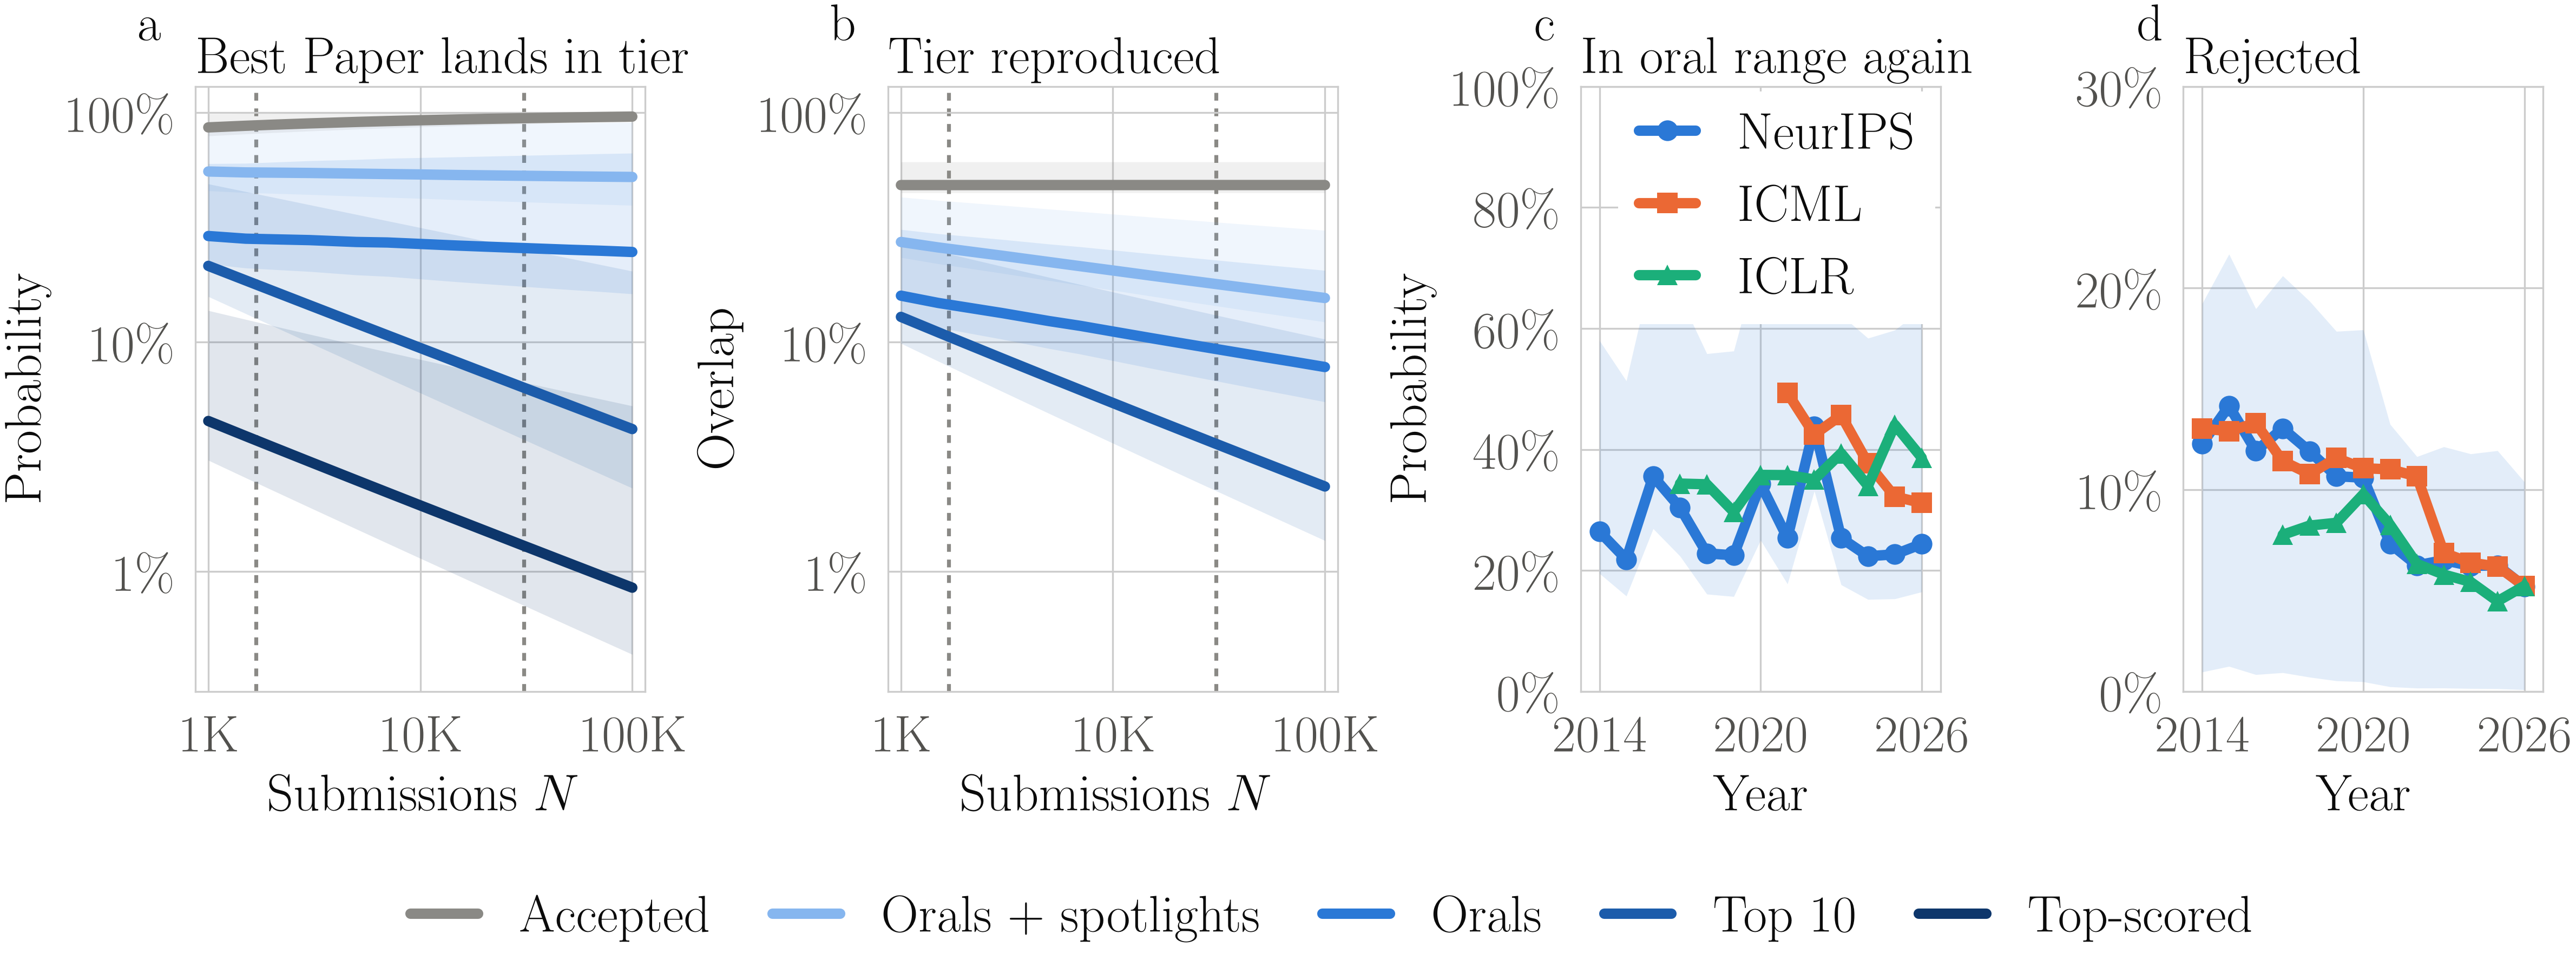 a
Best Paper lands in tier
100%
10%
1%
Probability
1K
10K
100K
Submissions N
b
Tier reproduced
100%
10%
1%
Overlap
1K
10K
100K
Submissions N
c
In oral range again
100%
80%
60%
40%
20%
0%
Probability
NeurIPS
ICML
ICLR
2014
2020
2026
Year
d
Rejected
30%
20%
10%
0%
2014
2020
2026
Year
Accepted
Orals + spotlights
Orals
Top 10
Top-scored